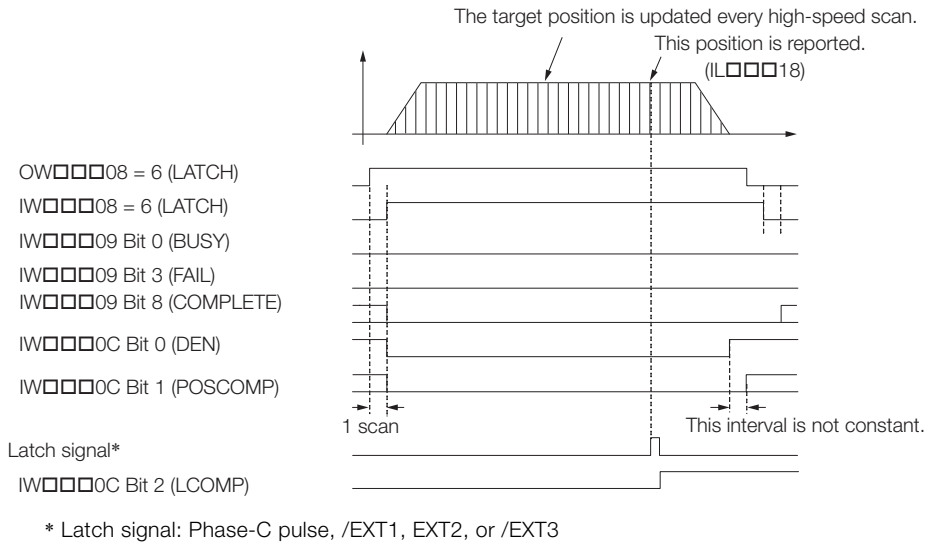 The target position is updated every high-speed scan.
This position is reported.
(IL□□□18)
OW□□□08 = 6 (LATCH)
IW□□□08 = 6 (LATCH)
IW□□□09 Bit 0 (BUSY)
IW□□□09 Bit 3 (FAIL)
IW□□□09 Bit 8 (COMPLETE)
IW□□□0C Bit 0 (DEN)
IW□□□0C Bit 1 (POSCOMP)
1 scan
This interval is not constant.
Latch signal*
IW□□□0C Bit 2 (LCOMP)
* Latch signal: Phase-C pulse, /EXT1, EXT2, or /EXT3